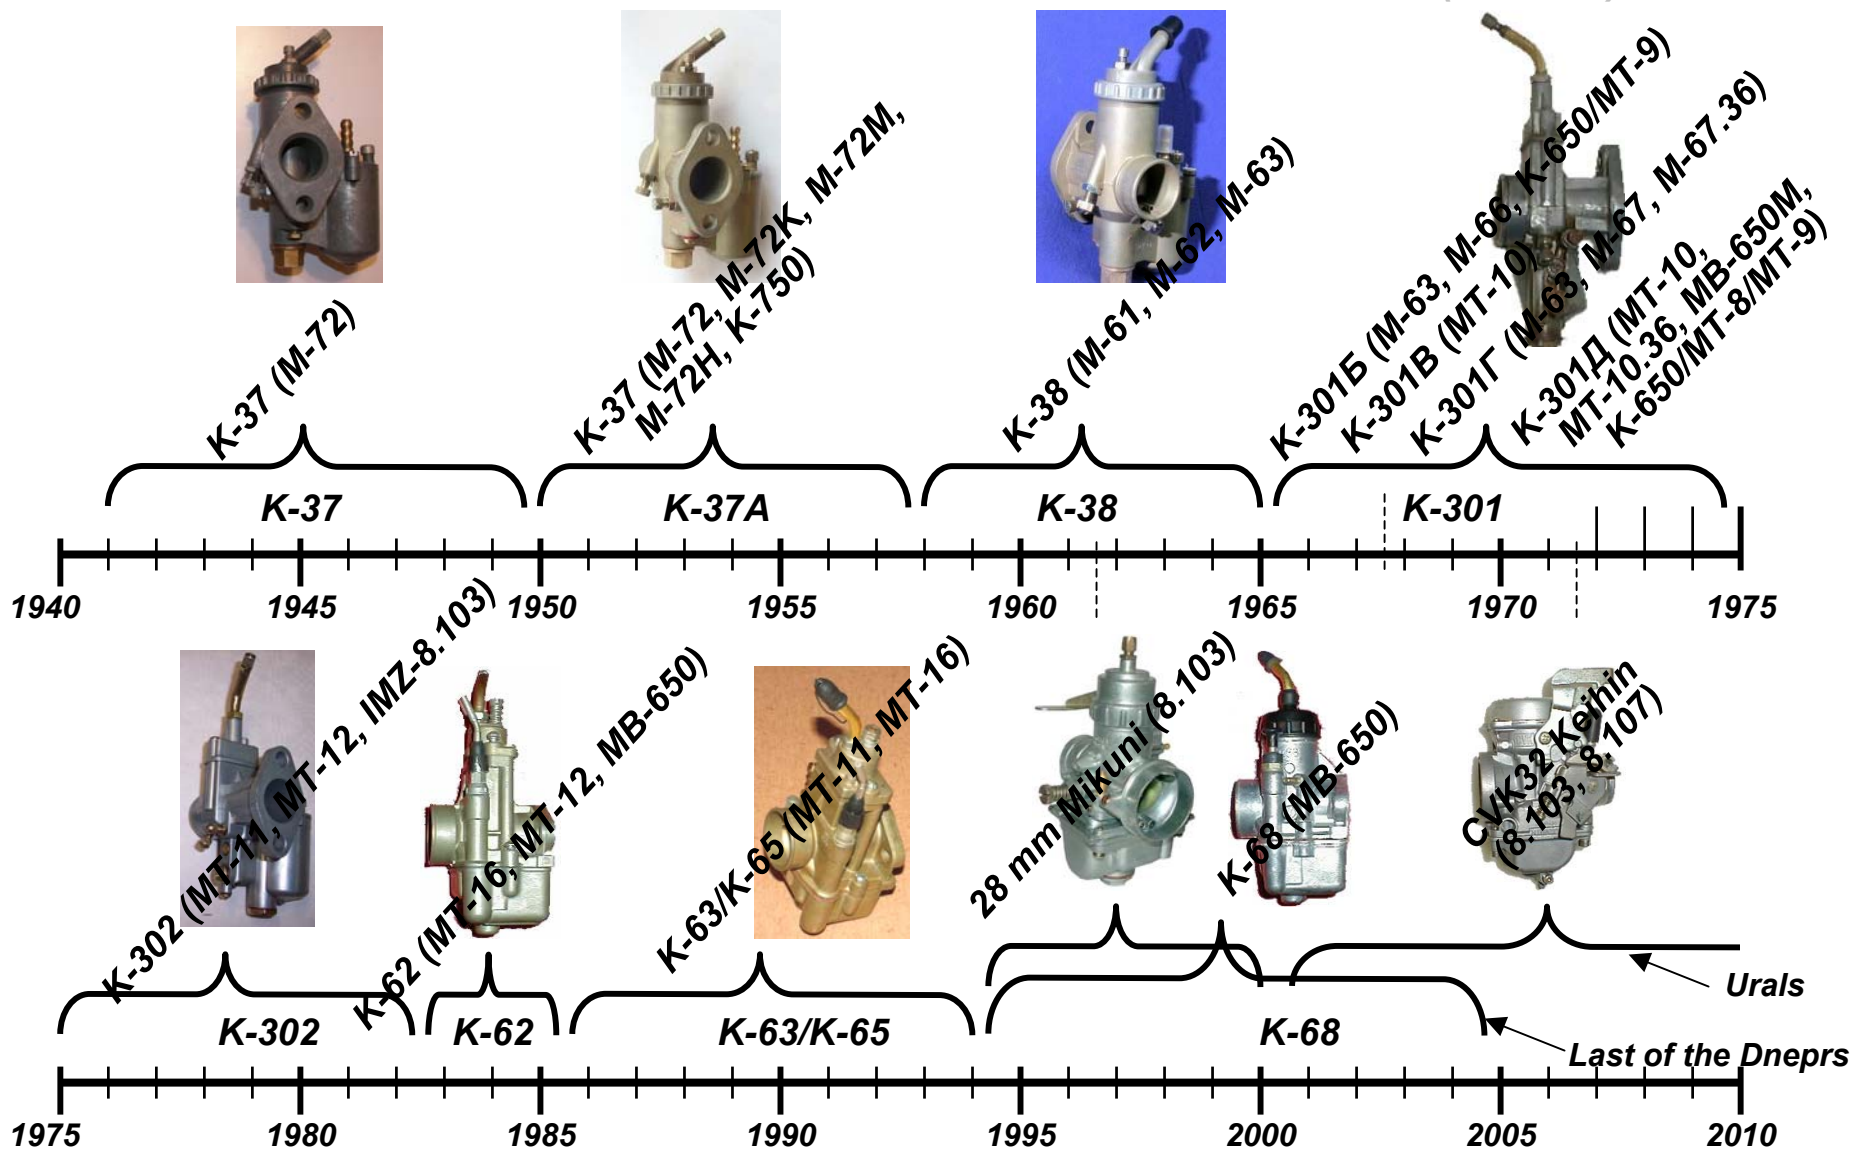 K-37 (M-72)
K-37 (M-72, M-72K, M-72M,
M-72H, K-750)
K-38 (M-61, M-62, M-63)
K-301Б (M-63, M-66, K-650/MT-9)
K-301В (MT-10)
K-301Г (M-63, M-67, M-67.36)
K-301Д (MT-10,
MT-10.36, MB-650M,
K-650/MT-8/MT-9)
K-37
K-37A
K-38
K-301
1940
1945
1950
1955
1960
1965
1970
1975
K-302 (MT-11, MT-12, IMZ-8.103)
K-62 (MT-16, MT-12, MB-650)
K-63/K-65 (MT-11, MT-16)
28 mm Mikuni (8.103)
K-68 (MB-650)
CVK32 Keihin
(8.103, 8.107)
Urals
K-302
K-62
K-63/K-65
K-68
Last of the Dneprs
1975
1980
1985
1990
1995
2000
2005
2010